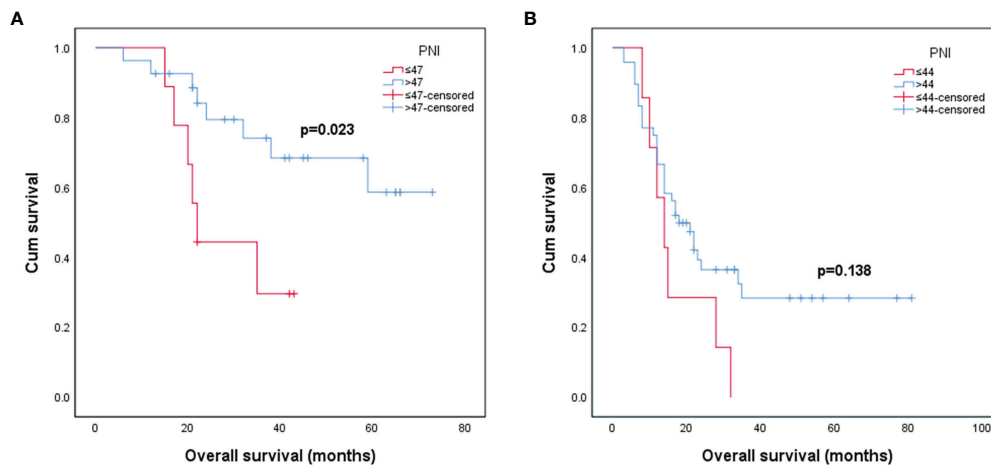 A
PNI
≤47
>47
≤47-censored
>47-censored
p=0.023
1.0
0.8
0.6
0.4
0.2
0.0
Cum survival
0 20 40 60 80
Overall survival (months)
B
PNI
≤44
>44
≤44-censored
>44-censored
p=0.138
1.0
0.8
0.6
0.4
0.2
0.0
Cum survival
0 20 40 60 80 100
Overall survival (months)